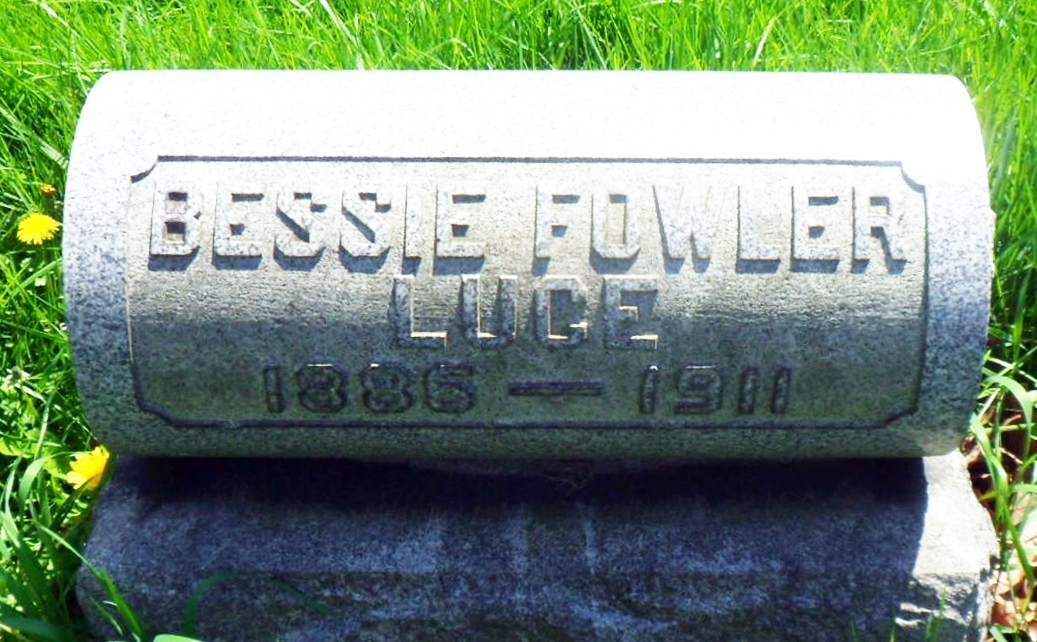 BESSIE FOWLER
LUCE
1886 — 1911